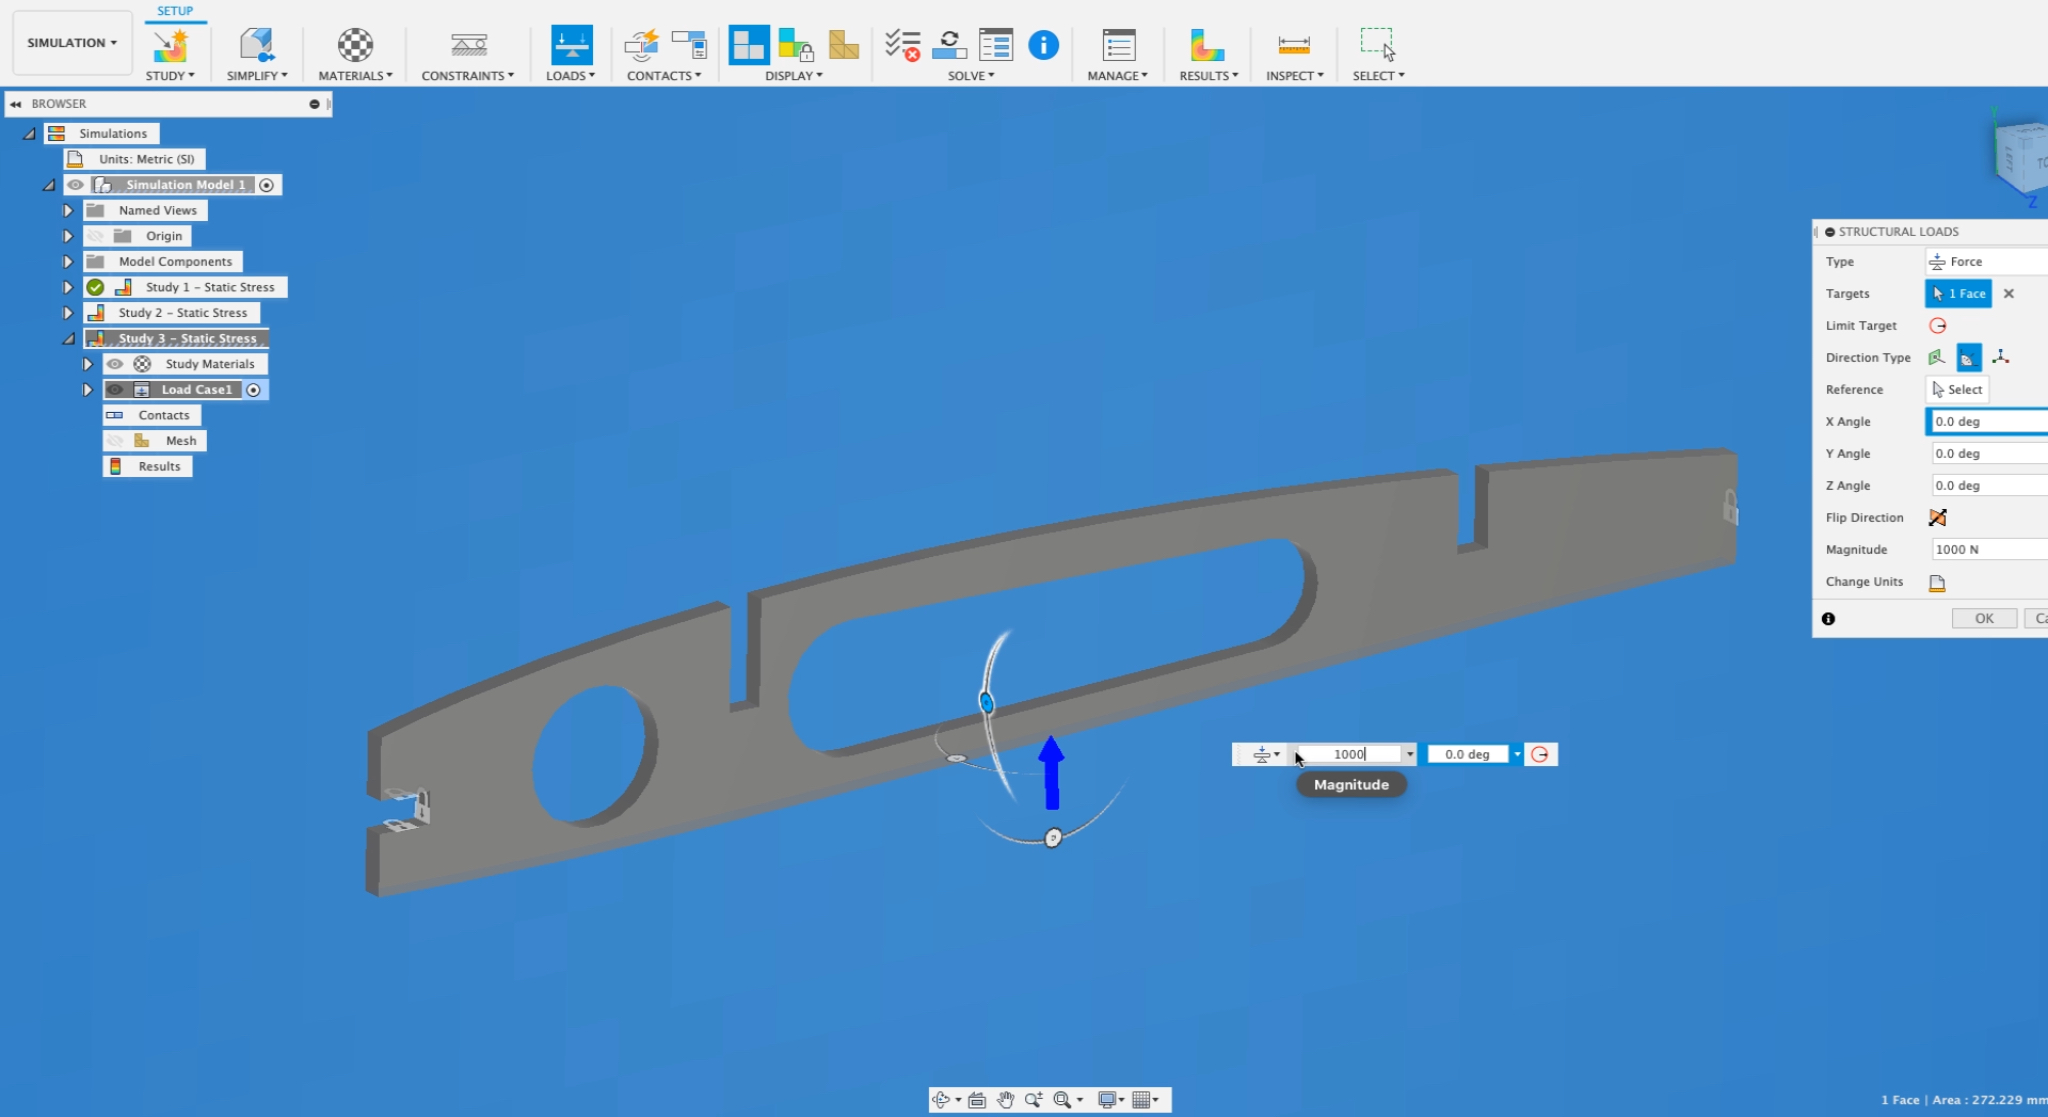 SETUP
SIMULATION
STUDY
SIMPLIFY
MATERIALS
CONSTRAINTS
LOADS
CONTACTS
DISPLAY
SOLVE
MANAGE
RESULTS
INSPECT
SELECT
BROWSER
Simulations
Units: Metric (SI)
Simulation Model 1
Named Views
Origin
Model Components
Study 1 - Static Stress
Study 2 - Static Stress
Study 3 - Static Stress
Study Materials
Load Case1
Contacts
Mesh
Results
Y
Z
STRUCTURAL LOADS
Type Force
Targets 1 Face
Limit Target
Direction Type
Reference Select
X Angle 0.0 deg
Y Angle 0.0 deg
Z Angle 0.0 deg
Flip Direction
Magnitude 1000 N
Change Units
OK Ca
1000 0.0 deg
Magnitude
1 Face | Area : 272.229 mm